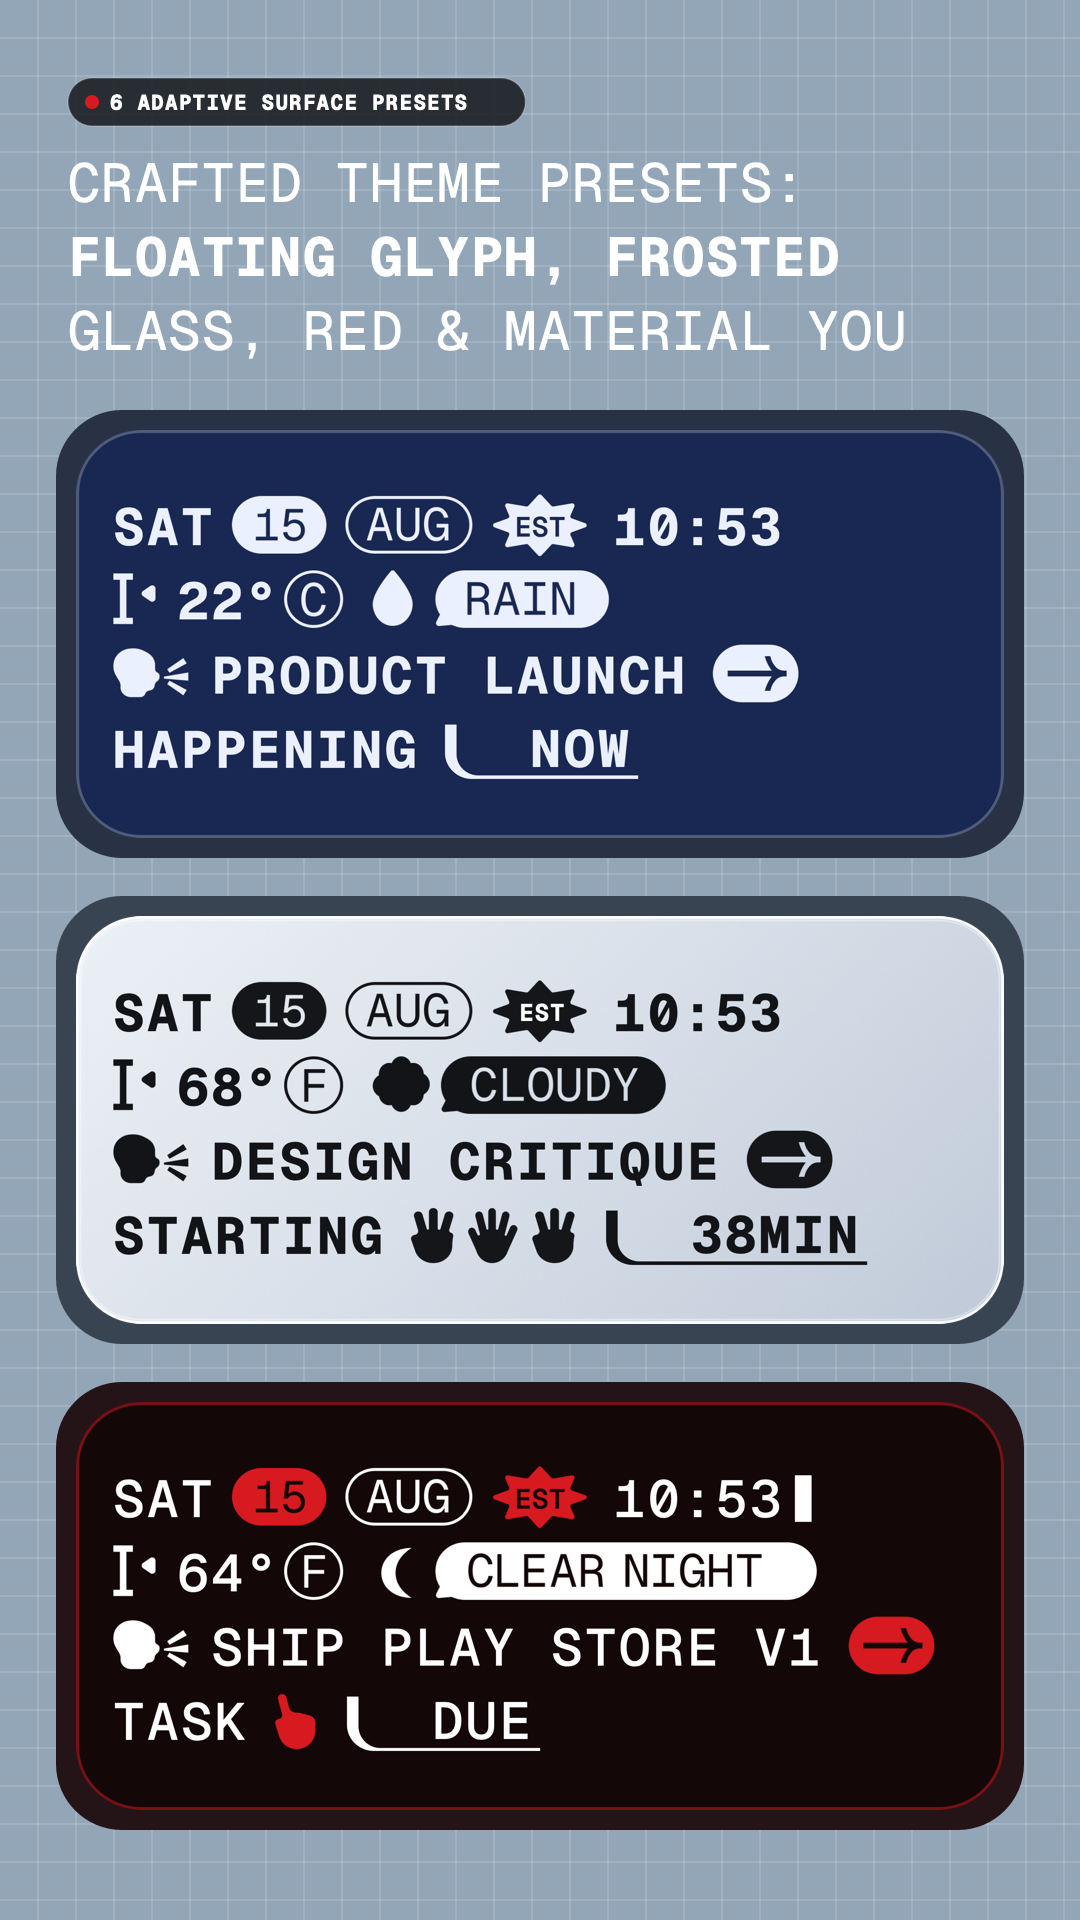 6 ADAPTIVE SURFACE PRESETS
CRAFTED THEME PRESETS:
FLOATING GLYPH, FROSTED
GLASS, RED & MATERIAL YOU
SAT 15 AUG EST 10:53
22° C RAIN
PRODUCT LAUNCH
HAPPENING NOW
SAT 15 AUG EST 10:53
68° F CLOUDY
DESIGN CRITIQUE
STARTING 38MIN
SAT 15 AUG EST 10:53
64° F CLEAR NIGHT
SHIP PLAY STORE V1
TASK DUE